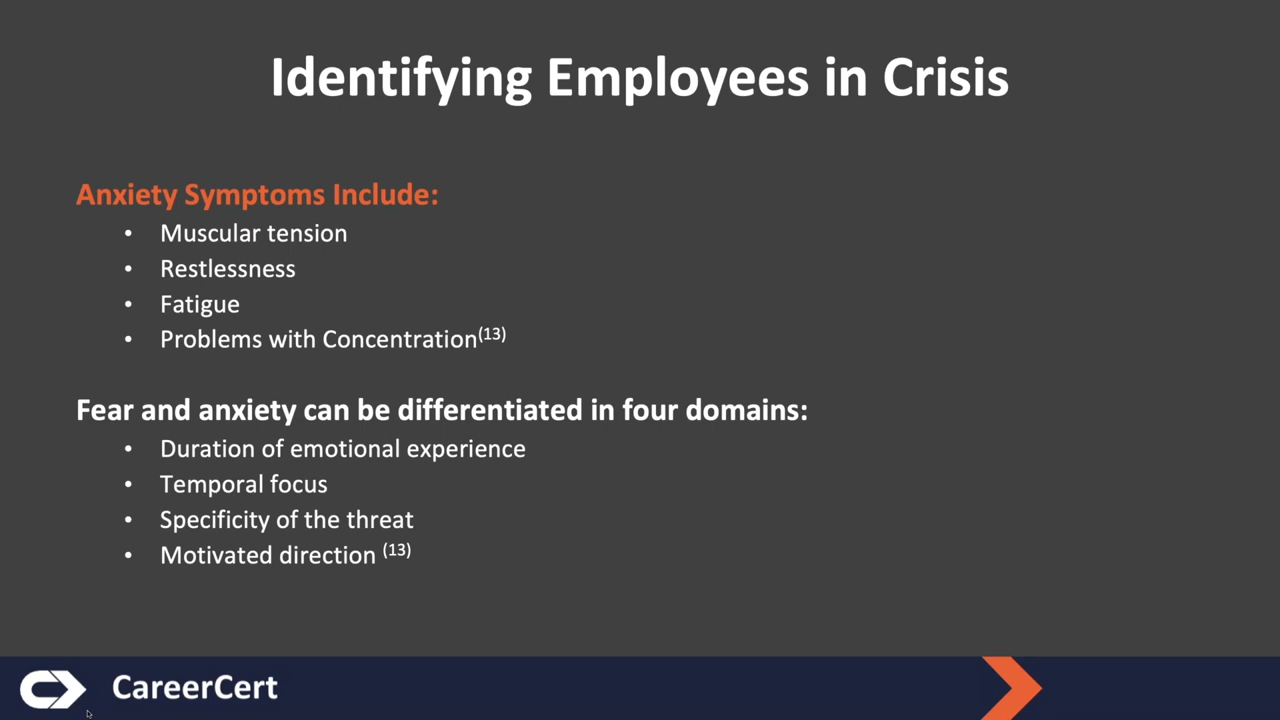 Identifying Employees in Crisis
Anxiety Symptoms Include:
• Muscular tension
• Restlessness
• Fatigue
• Problems with Concentration(13)
Fear and anxiety can be differentiated in four domains:
• Duration of emotional experience
• Temporal focus
• Specificity of the threat
• Motivated direction (13)
CareerCert